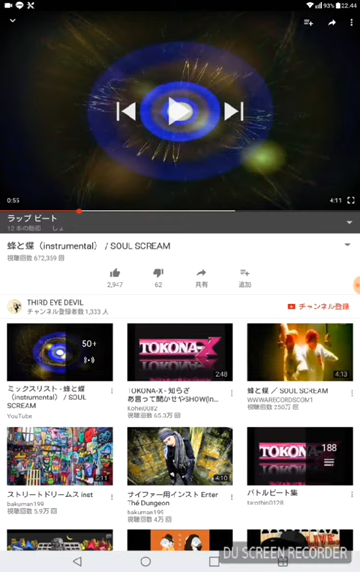 93% 22:44
0:55
4:11
ラップ ビート
蜂と蝶（instrumental） / SOUL SCREAM
視聴回数 672,359 回
2,947
62
共有
追加
THIRD EYE DEVIL
チャンネル登録者数 1,333 人
チャンネル登録
50+
ミックスリスト - 蜂と蝶
（instrumental） / SOUL
SCREAM
YouTube
TOKONA-X
2:48
TOKONA-X - 知らざ
あ言って聞かせやSHOW(In...
視聴回数 65.3万 回
4:13
蜂と蝶 ／ SOUL SCREAM
WWWARECORDSCOM1
視聴回数 250万 回
ストリートドリームス inst
bakuman199
視聴回数 5.9万 回
4:10
サイファー用インスト Enter
The Dungeon
bakuman199
視聴回数 4万 回
TOKONA
188
バトルビート集
DU SCREEN RECORDER